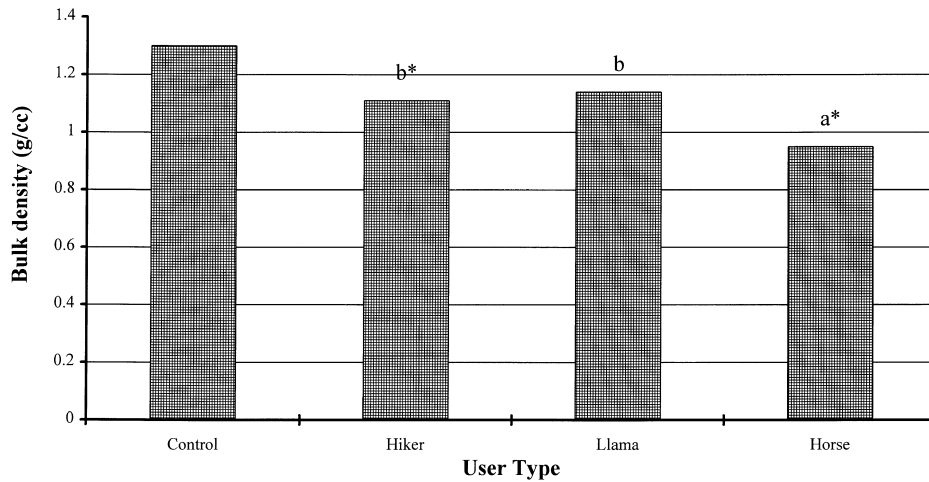 1.4
1.2
1
0.8
0.6
0.4
0.2
0
Bulk density (g/cc)
b*
b
a*
Control
Hiker
Llama
Horse
User Type